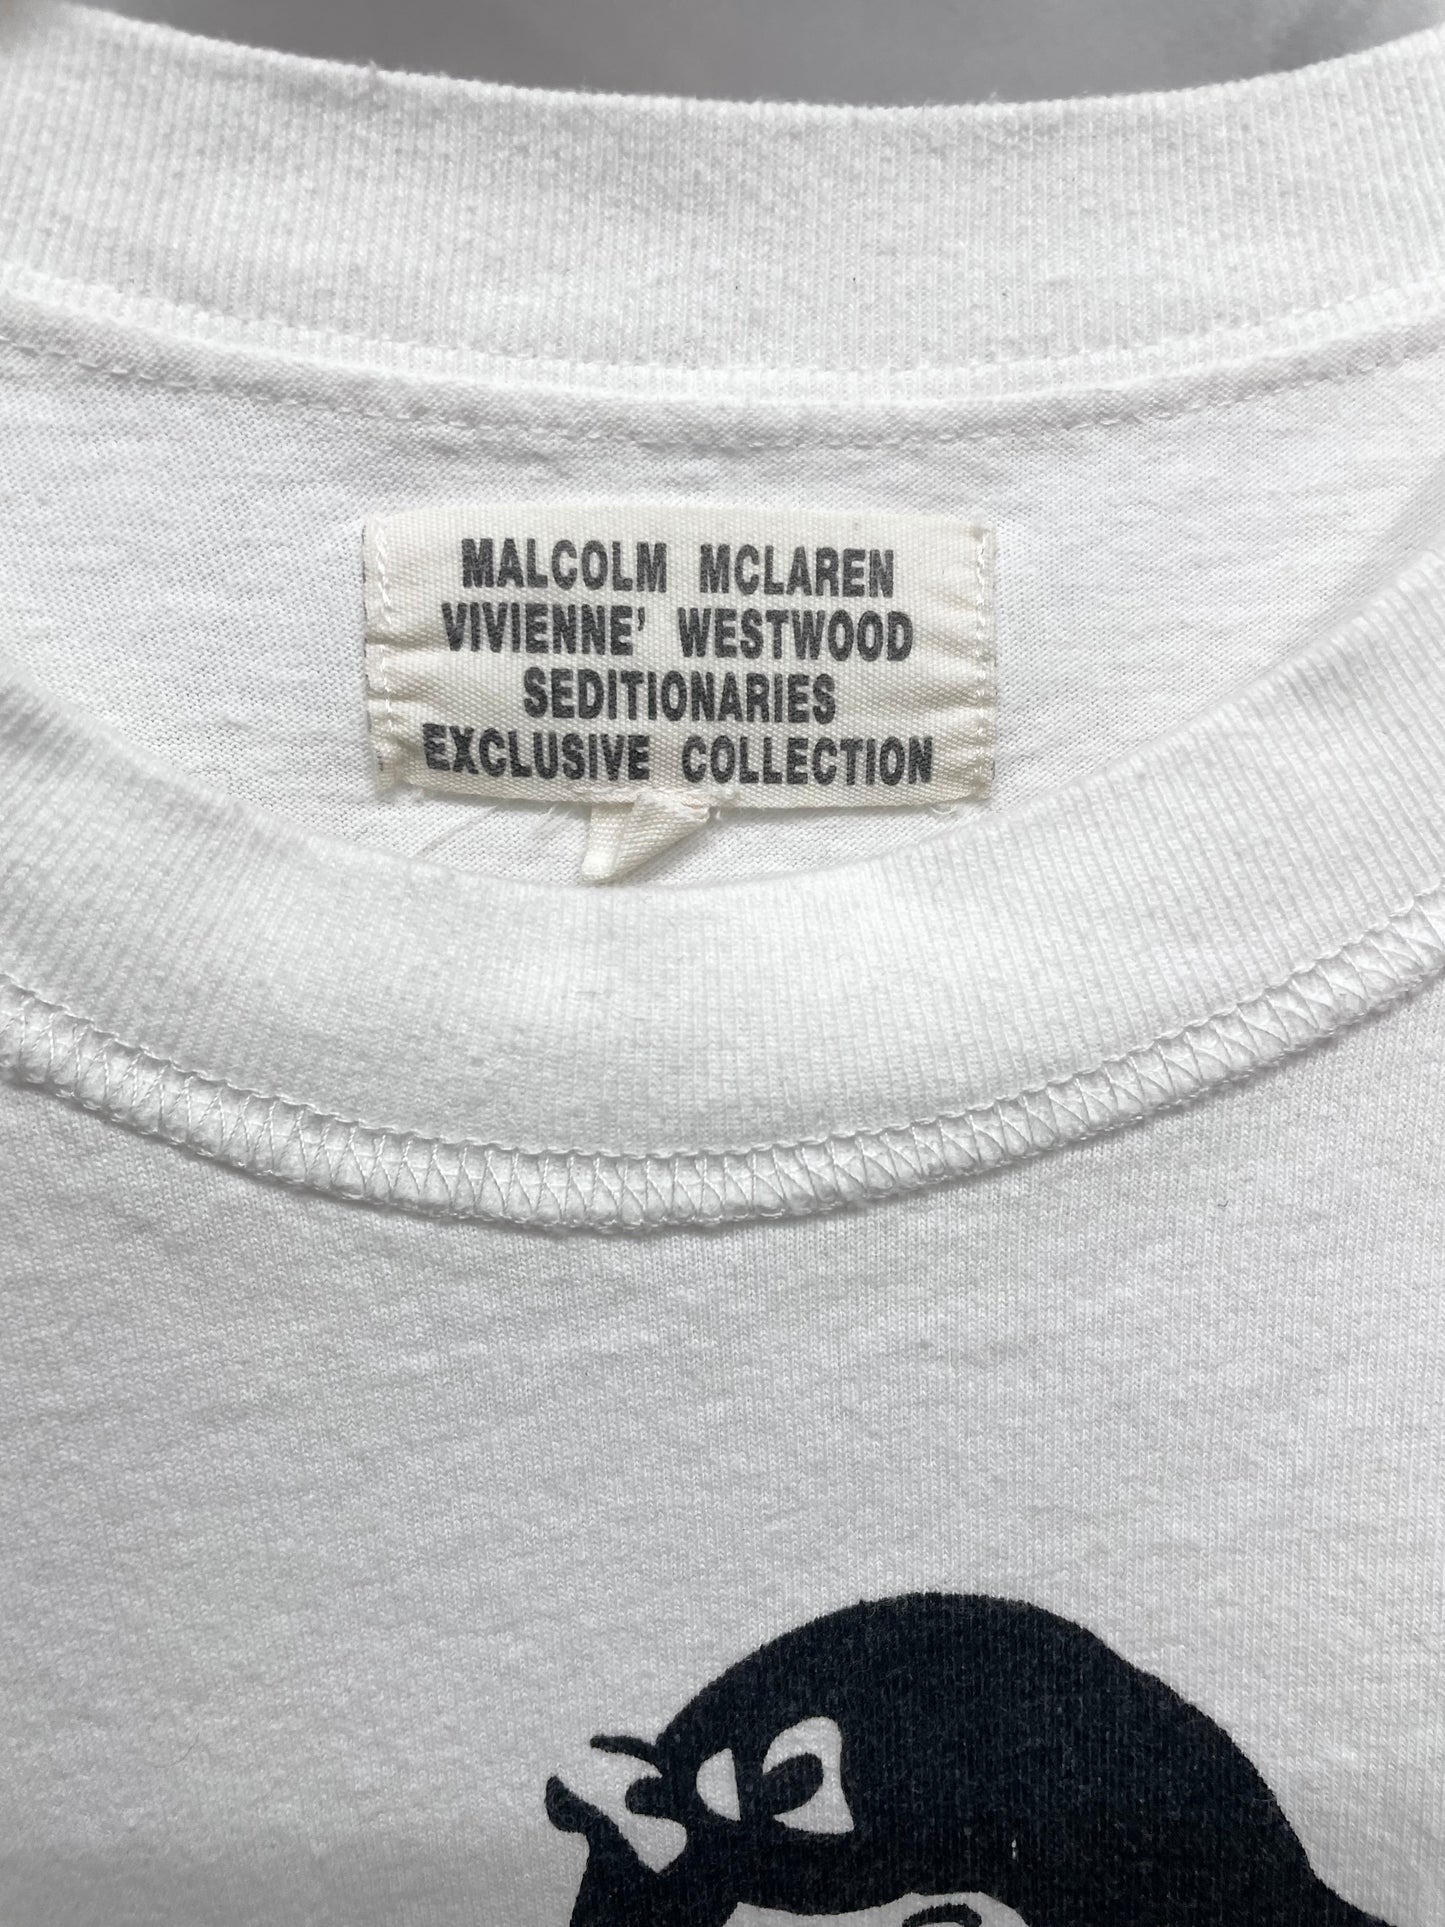 MALCOLM MCLAREN
VIVIENNE' WESTWOOD
SEDITIONARIES
EXCLUSIVE COLLECTION